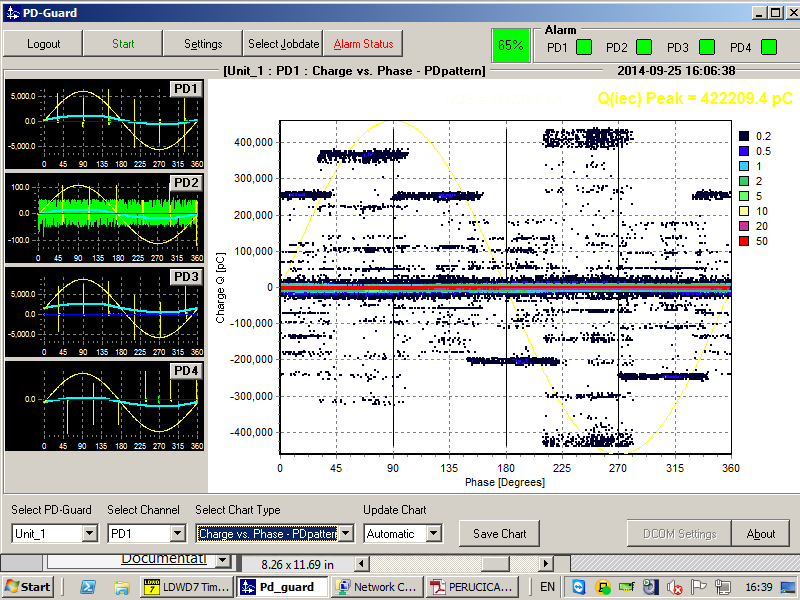 PD-Guard
Logout Start Settings Select Jobdate Alarm Status 65% Alarm
PD1 PD2 PD3 PD4
[Unit_1 : PD1 : Charge vs. Phase - PDpattern] 2014-09-25 16:06:38
Q(iec) Peak = 422209.4 pC
PD1
5,000.0
0.0
-5,000.0
0 45 90 135 180 225 270 315 360
PD2
100.0
0.0
-100.0
0 45 90 135 180 225 270 315 360
PD3
5,000.0
0.0
-5,000.0
0 45 90 135 180 225 270 315 360
PD4
0.0
0 45 90 135 180 225 270 315 360
Charge Q [pC]
400,000
300,000
200,000
100,000
0
-100,000
-200,000
-300,000
-400,000
0 45 90 135 180 225 270 315 360
Phase [Degrees]
0.2
0.5
1
2
5
10
20
50
Select PD-Guard Select Channel Select Chart Type Update Chart
Unit_1 PD1 Charge vs. Phase - PDpattern Automatic Save Chart DCOM Settings About
Documentati
8.26 x 11.69 in
Start LDWD7 Tim... Pd_guard Network C... PERUCICA... EN 16:39